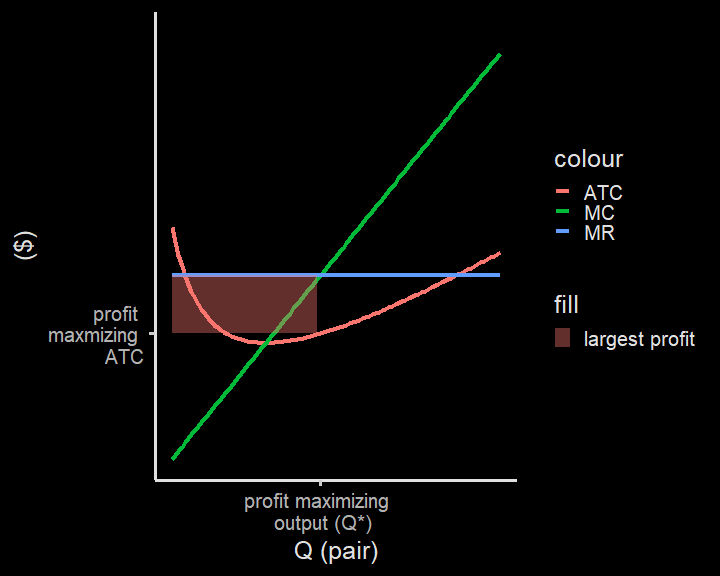 ($)
profit
maxmizing
ATC
profit maximizing
output (Q*)
Q (pair)
colour
ATC
MC
MR
fill
largest profit